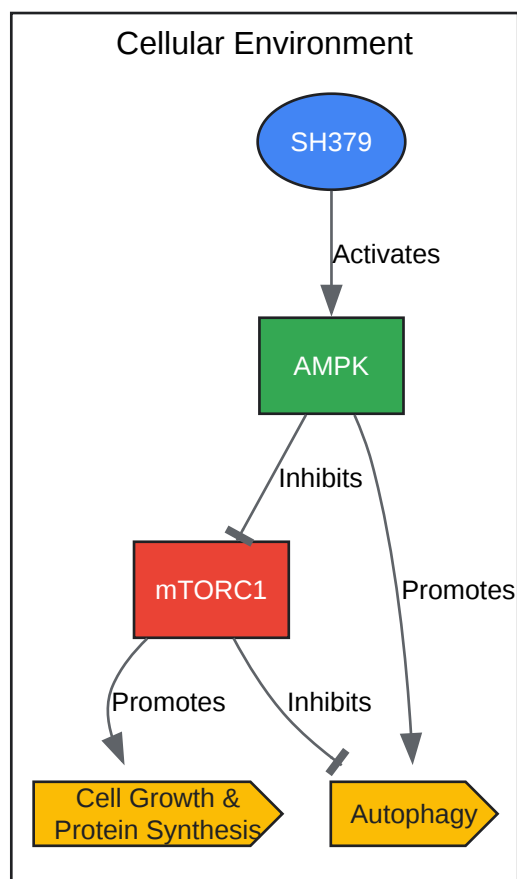 Cellular Environment
SH379
Activates
AMPK
Inhibits
mTORC1
Promotes
Promotes
Inhibits
Cell Growth &
Protein Synthesis
Autophagy